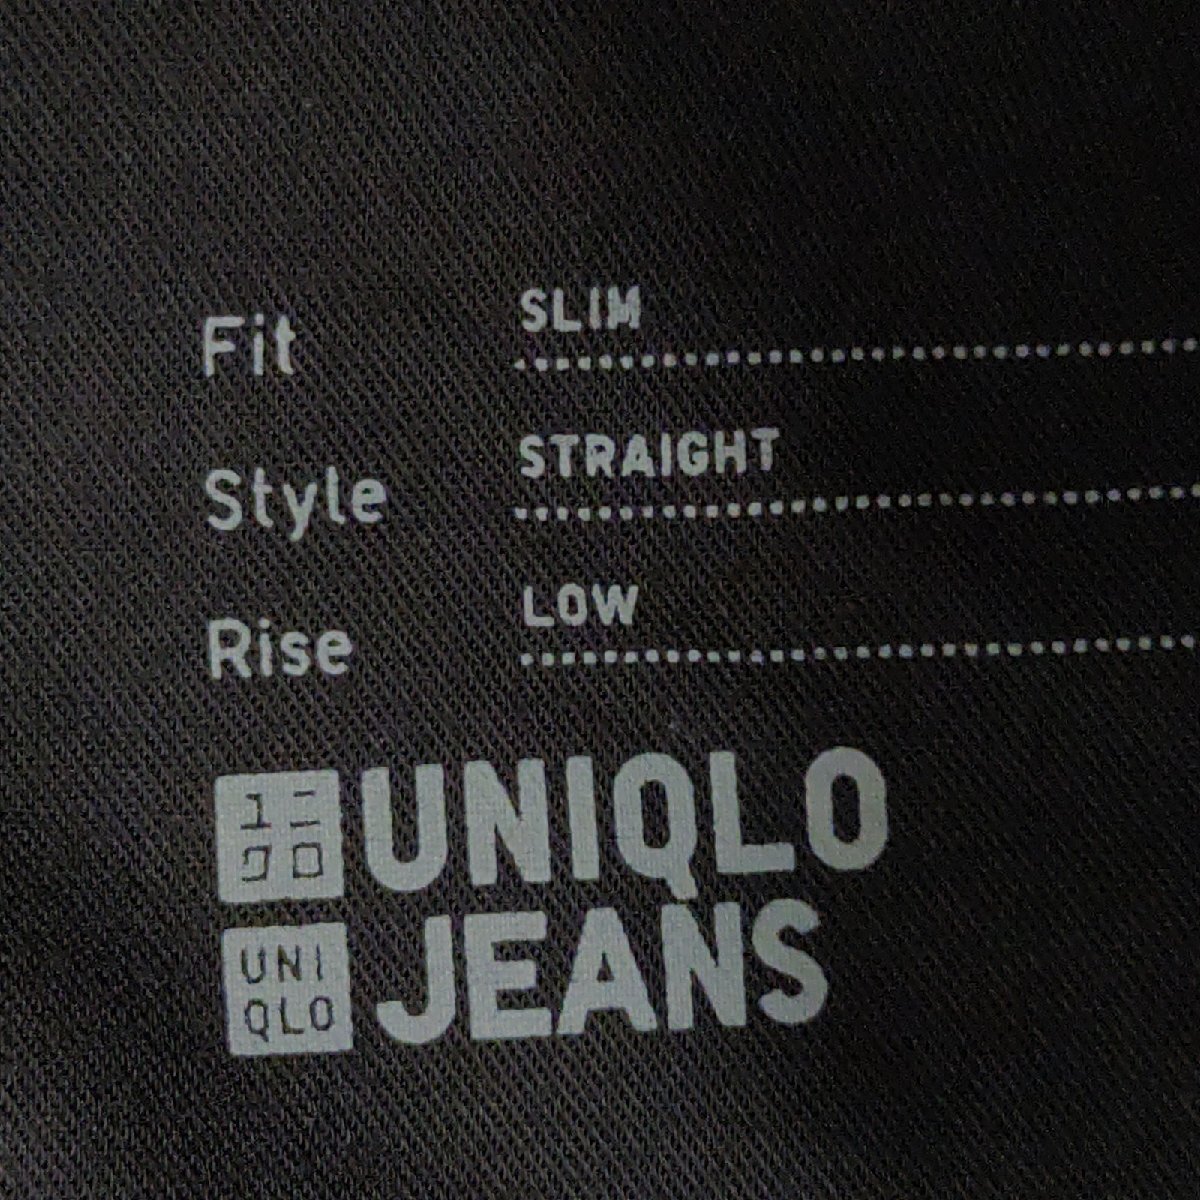 Fit SLIM
Style STRAIGHT
Rise LOW
ユニ
クロ
UNIQLO
UNI
QLO
JEANS